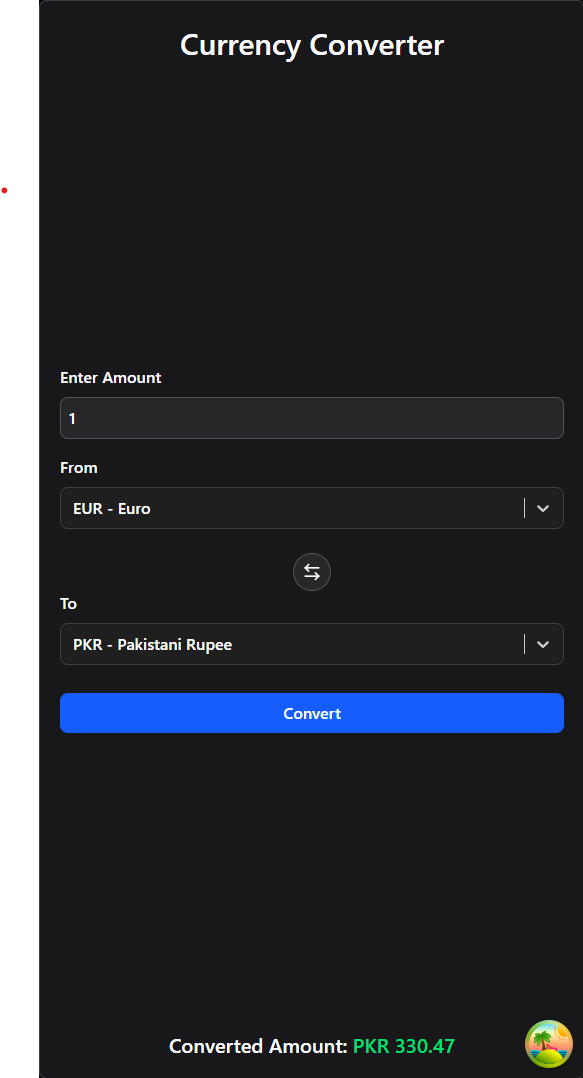 Currency Converter
Enter Amount
1
From
EUR - Euro
To
PKR - Pakistani Rupee
Convert
Converted Amount: PKR 330.47